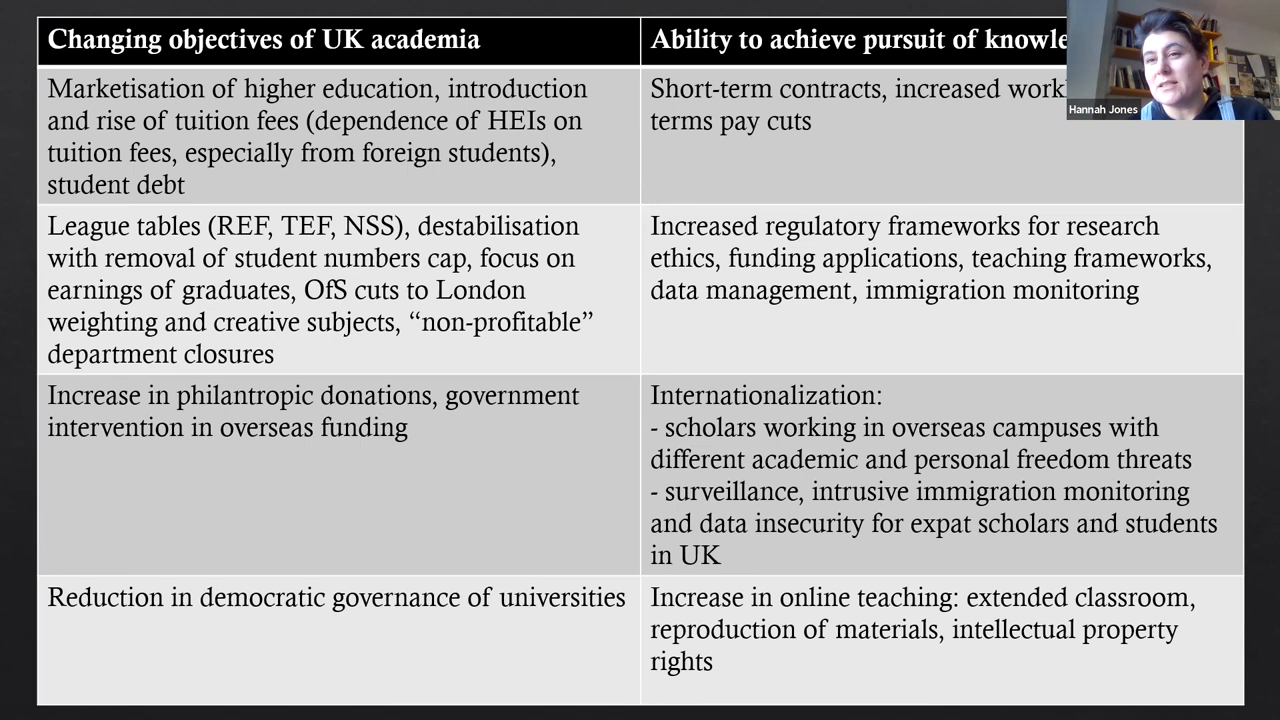 Changing objectives of UK academia
Ability to achieve pursuit of
Hannah Jones
Marketisation of higher education, introduction
and rise of tuition fees (dependence of HEIs on
tuition fees, especially from foreign students),
student debt
Short-term contracts, increased
terms pay cuts
League tables (REF, TEF, NSS), destabilisation
with removal of student numbers cap, focus on
earnings of graduates, OfS cuts to London
weighting and creative subjects, “non-profitable”
department closures
Increased regulatory frameworks for research
ethics, funding applications, teaching frameworks,
data management, immigration monitoring
Increase in philantropic donations, government
intervention in overseas funding
Internationalization:
- scholars working in overseas campuses with
different academic and personal freedom threats
- surveillance, intrusive immigration monitoring
and data insecurity for expat scholars and students
in UK
Reduction in democratic governance of universities
Increase in online teaching: extended classroom,
reproduction of materials, intellectual property
rights